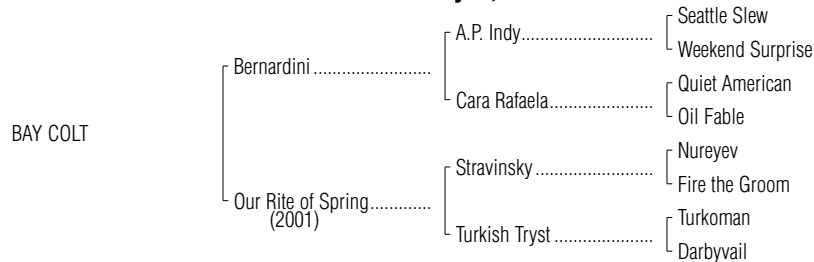 Seattle Slew
A.P. Indy
Weekend Surprise
Bernardini
Quiet American
Cara Rafaela
Oil Fable
BAY COLT
Nureyev
Stravinsky
Fire the Groom
Our Rite of Spring
(2001)
Turkoman
Turkish Tryst
Darbyvail